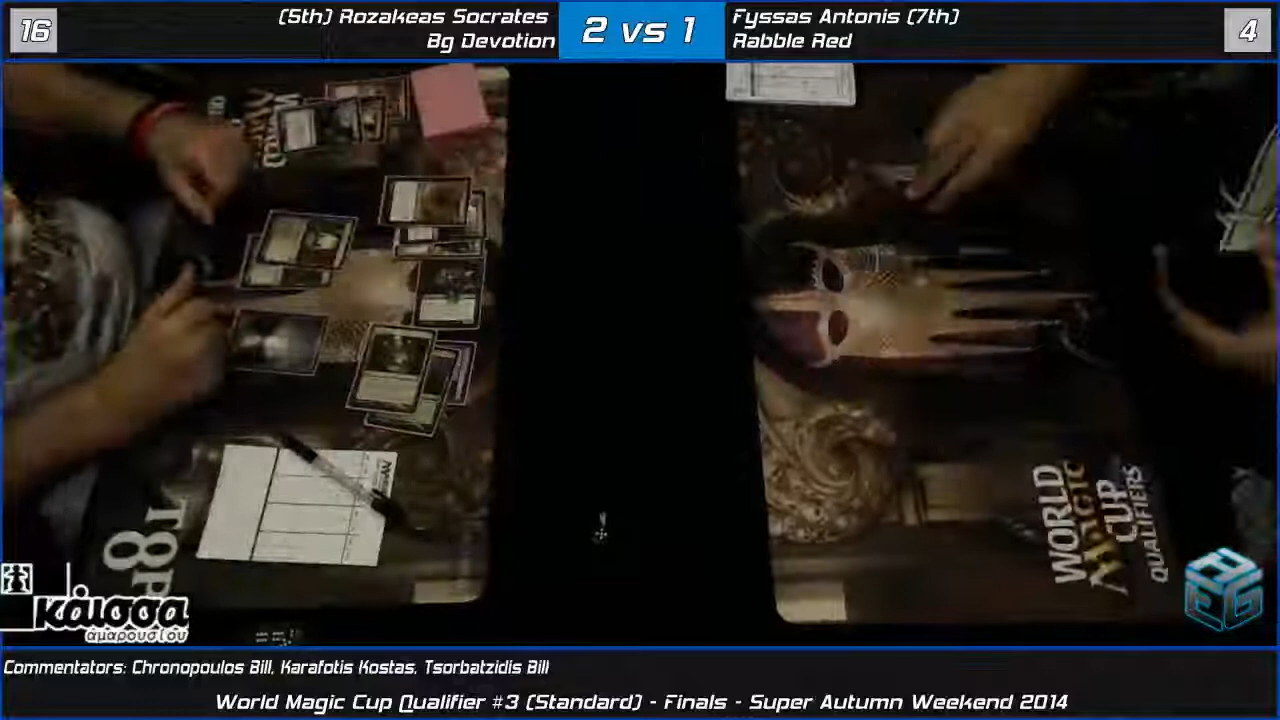 16
(5th) Rozakeas Socrates
Bg Devotion
2 vs 1
Fyssas Antonis (7th)
Rabble Red
4
WORLD
MAGIC
CUP
QUALIFIERS
TOP
8
κάισσα
αμαρουσίου
Commentators: Chronopoulos Bill, Karafotis Kostas, Tsorbatzidis Bill
World Magic Cup Qualifier #3 (Standard) - Finals - Super Autumn Weekend 2014